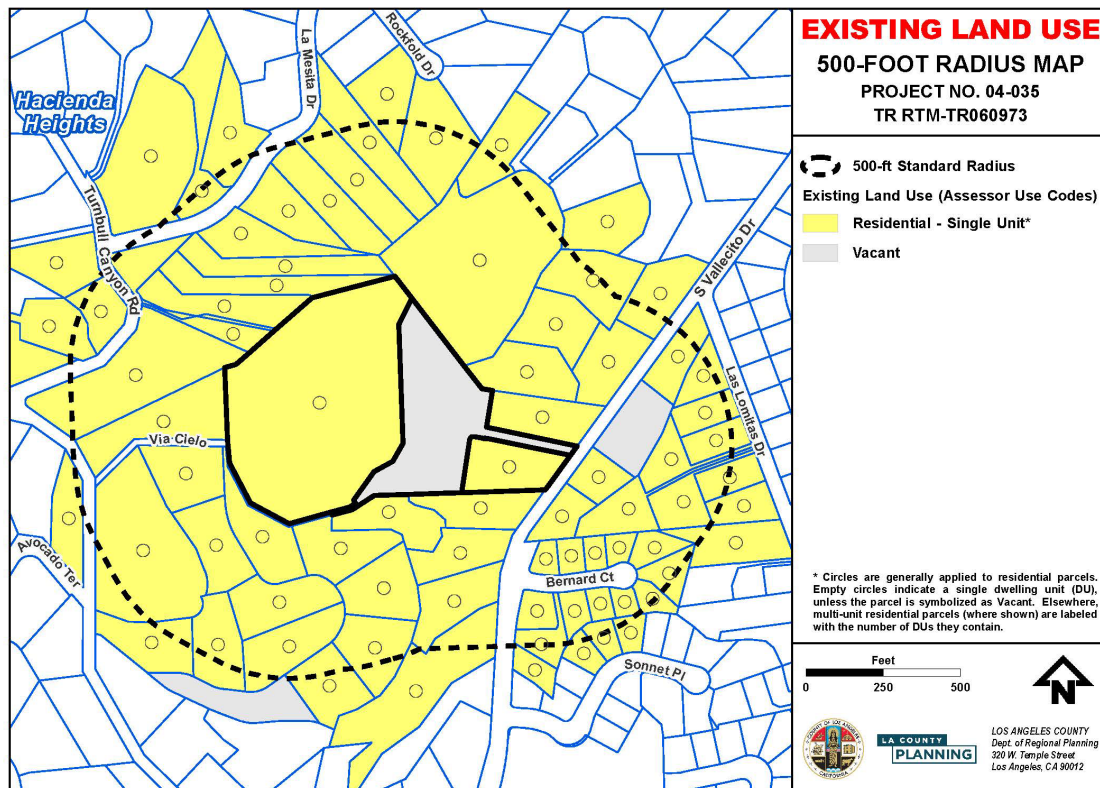 EXISTING LAND USE
500-FOOT RADIUS MAP
PROJECT NO. 04-035
TR RTM-TR060973
500-ft Standard Radius
Existing Land Use (Assessor Use Codes)
Residential - Single Unit*
Vacant
* Circles are generally applied to residential parcels.
Empty circles indicate a single dwelling unit (DU),
unless the parcel is symbolized as Vacant. Elsewhere,
multi-unit residential parcels (where shown) are labeled
with the number of DUs they contain.
Feet
0 250 500
N
LA COUNTY
PLANNING
LOS ANGELES COUNTY
Dept. of Regional Planning
320 W. Temple Street
Los Angeles, CA 90012
Hacienda
Heights
La Mesita Dr
Rockfold Dr
Turnbull Canyon Rd
S Vallecito Dr
Las Lomitas Dr
Via Cielo
Avocado Ter
Bernard Ct
Sonnet Pl